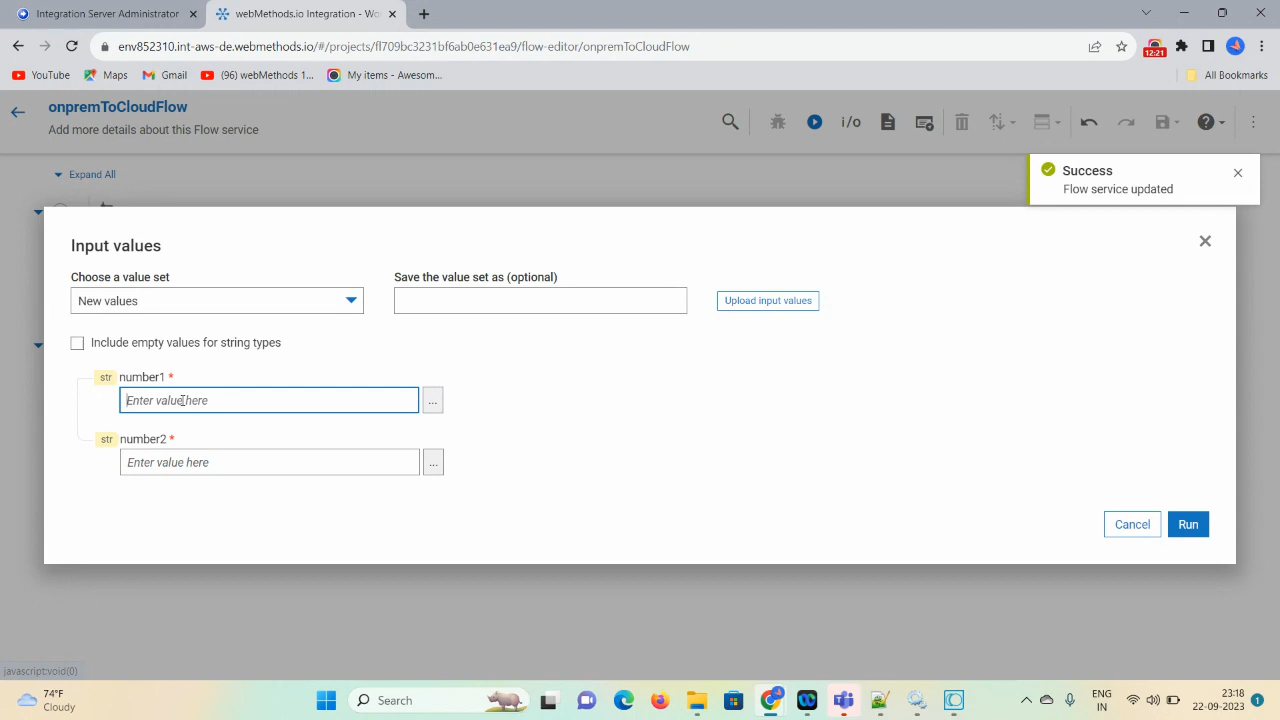 Integration Server Administrator
webMethods.io Integration - Wo
env852310.int-aws-de.webmethods.io/#/projects/fl709bc3231bf6ab0e631ea9/flow-editor/onpremToCloudFlow
12:21
YouTube
Maps
Gmail
(96) webMethods 1...
My items - Awesom...
All Bookmarks
onpremToCloudFlow
Add more details about this Flow service
i/o
Expand All
Success
Flow service updated
Input values
Choose a value set
Save the value set as (optional)
New values
Upload input values
Include empty values for string types
str number1 *
Enter value here
...
str number2 *
Enter value here
...
Cancel
Run
javascript:void(0)
74°F
Cloudy
Search
ENG
IN
23:18
22-09-2023
1